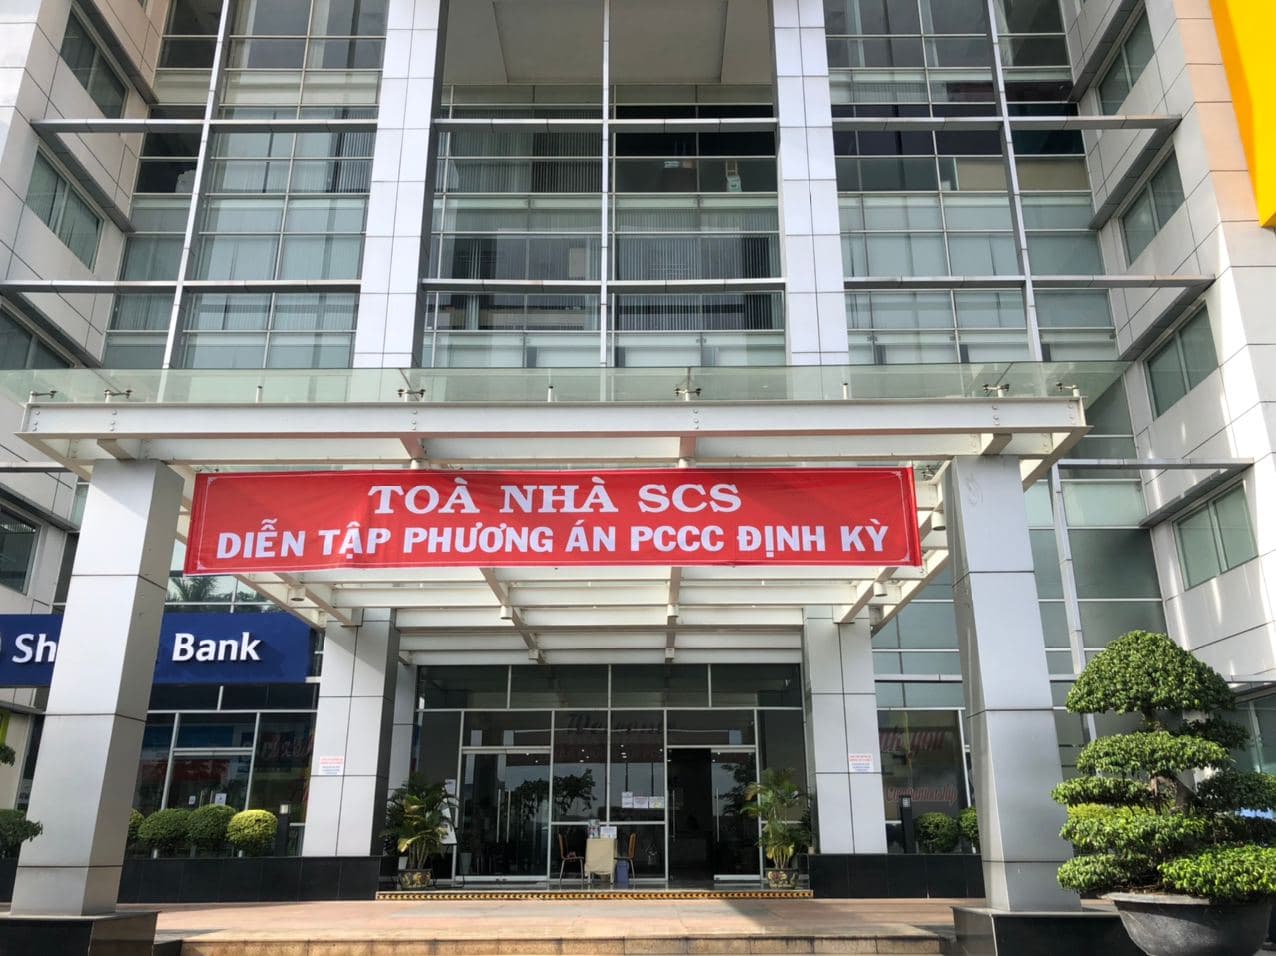 TOÀ NHÀ SCS
DIỄN TẬP PHƯƠNG ÁN PCCC ĐỊNH KỲ
Bank